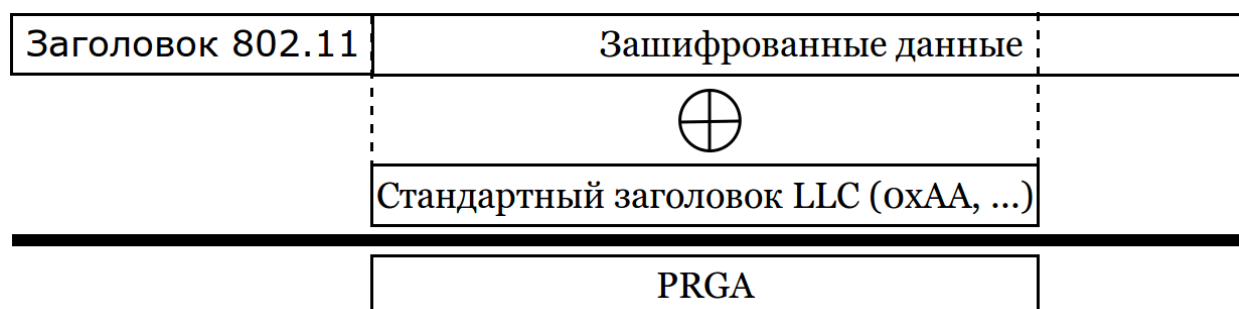 Заголовок 802.11 Зашифрованные данные
Стандартный заголовок LLC (0xAA, ...)
PRGA